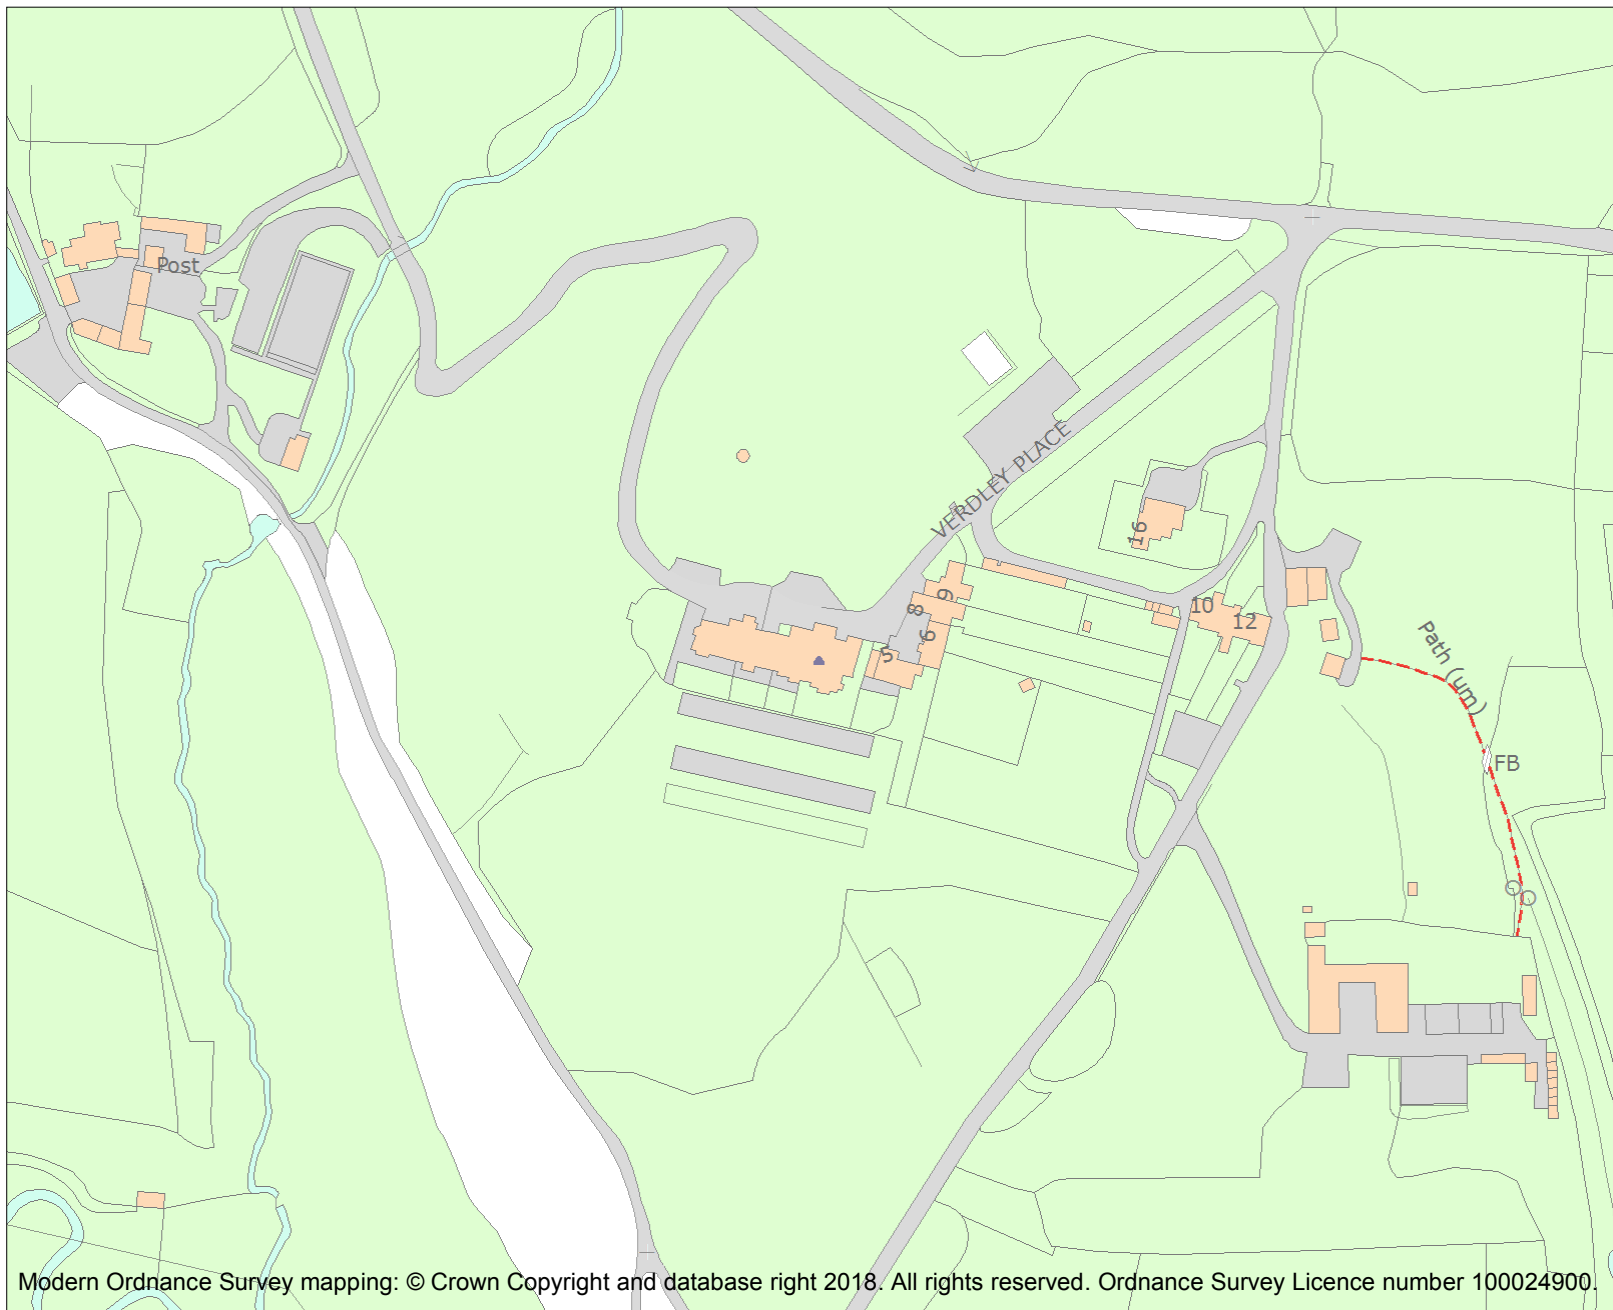 Post
VERDLEY PLACE
16
9
8
6
5
10
12
Path (um)
FB
Modern Ordnance Survey mapping: © Crown Copyright and database right 2018. All rights reserved. Ordnance Survey Licence number 100024900.